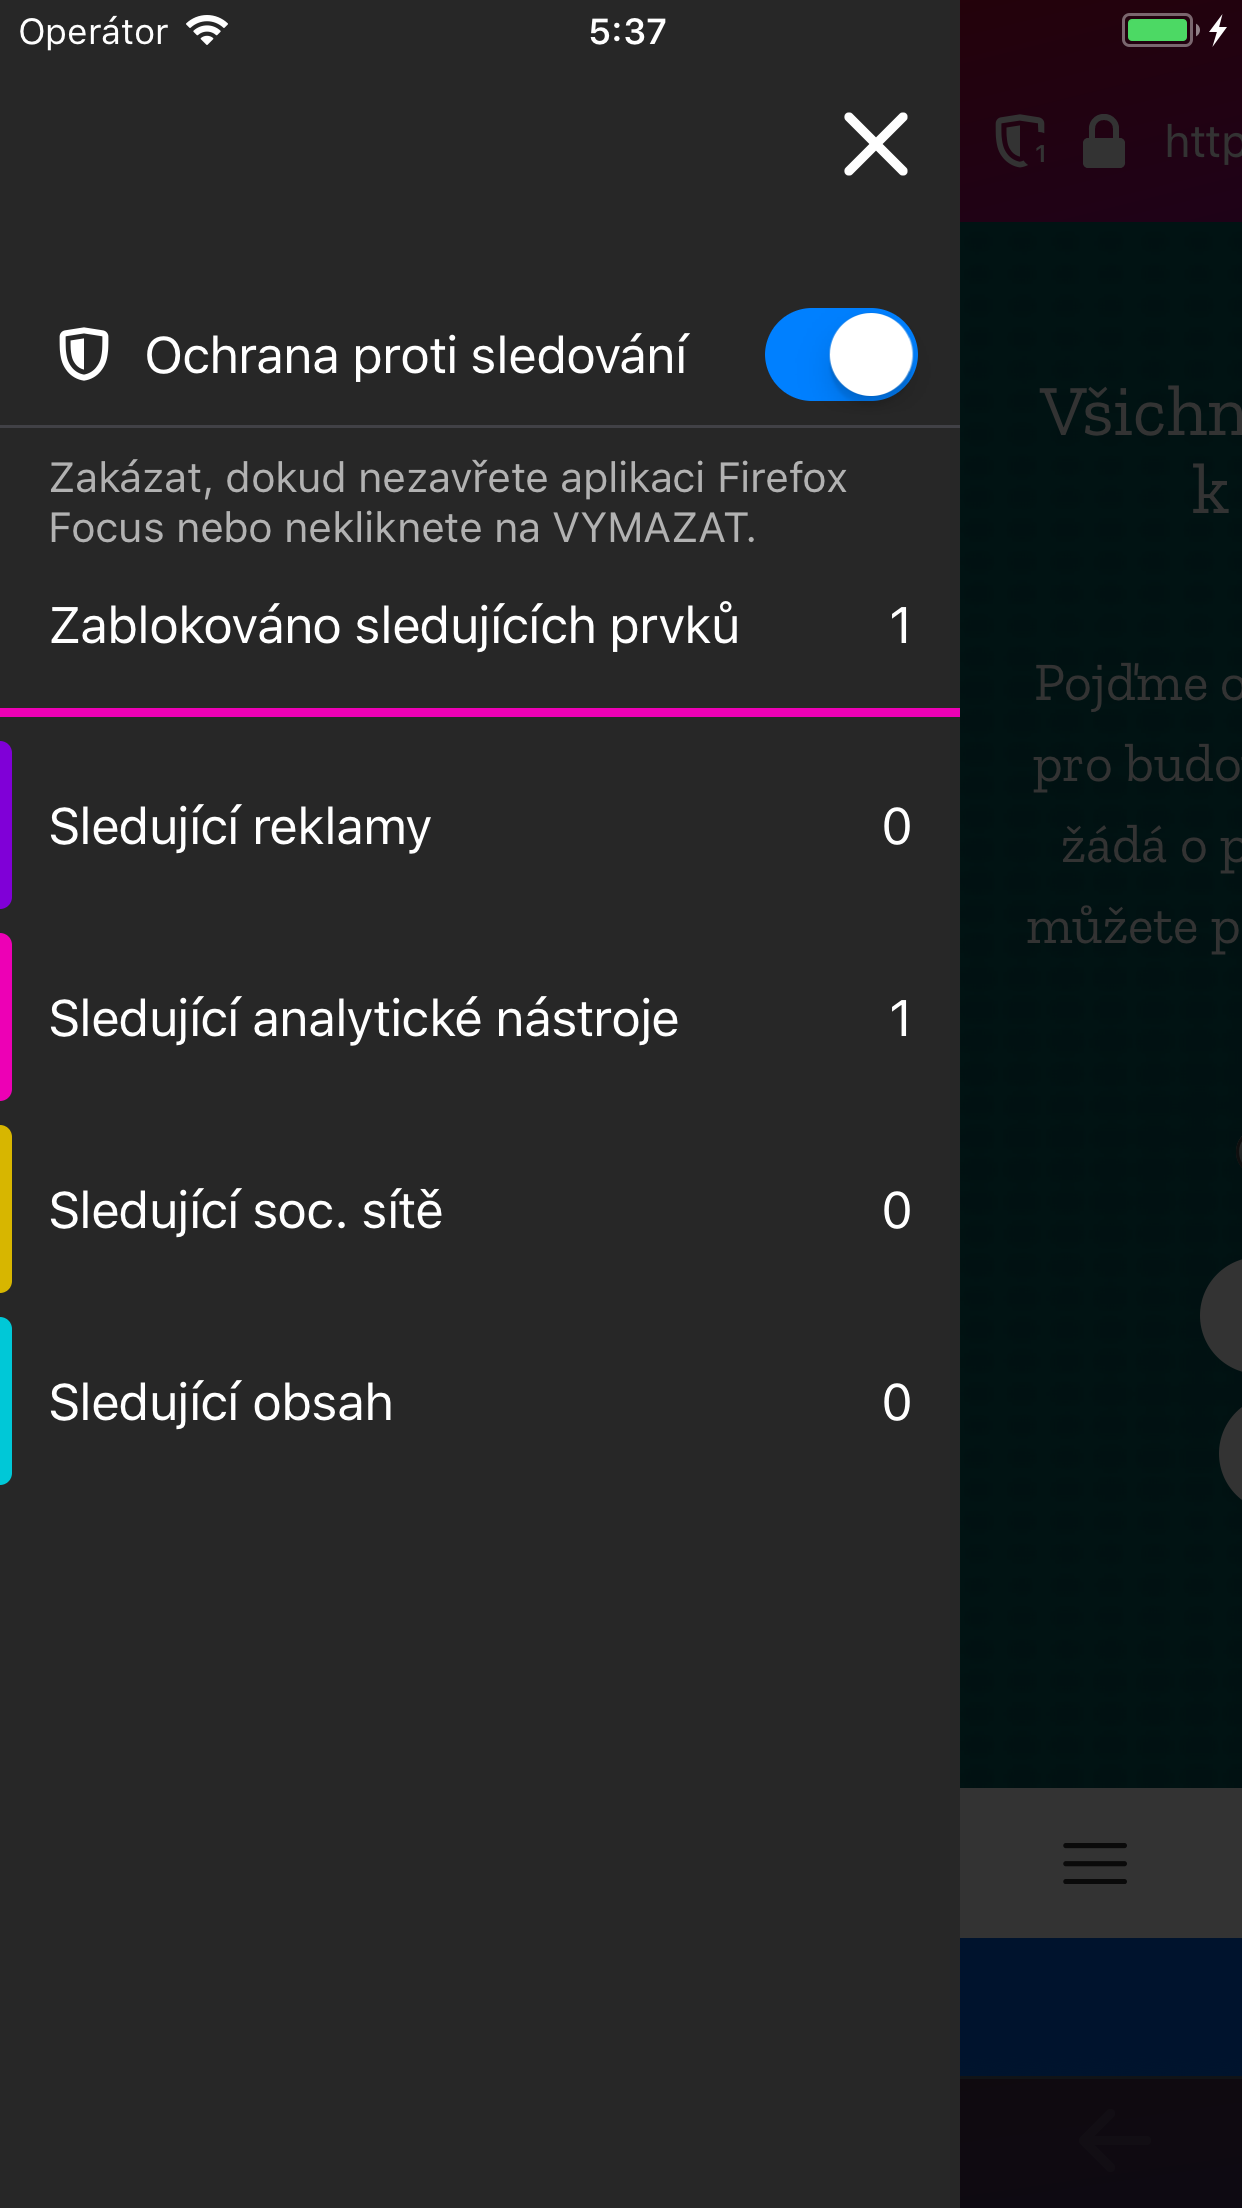 Operátor 5:37
1 http
Ochrana proti sledování
Zakázat, dokud nezavřete aplikaci Firefox
Focus nebo nekliknete na VYMAZAT.
Zablokováno sledujících prvků 1
Sledující reklamy 0
Sledující analytické nástroje 1
Sledující soc. sítě 0
Sledující obsah 0
Všichn
k
Pojďme o
pro budo
žádá o p
můžete p